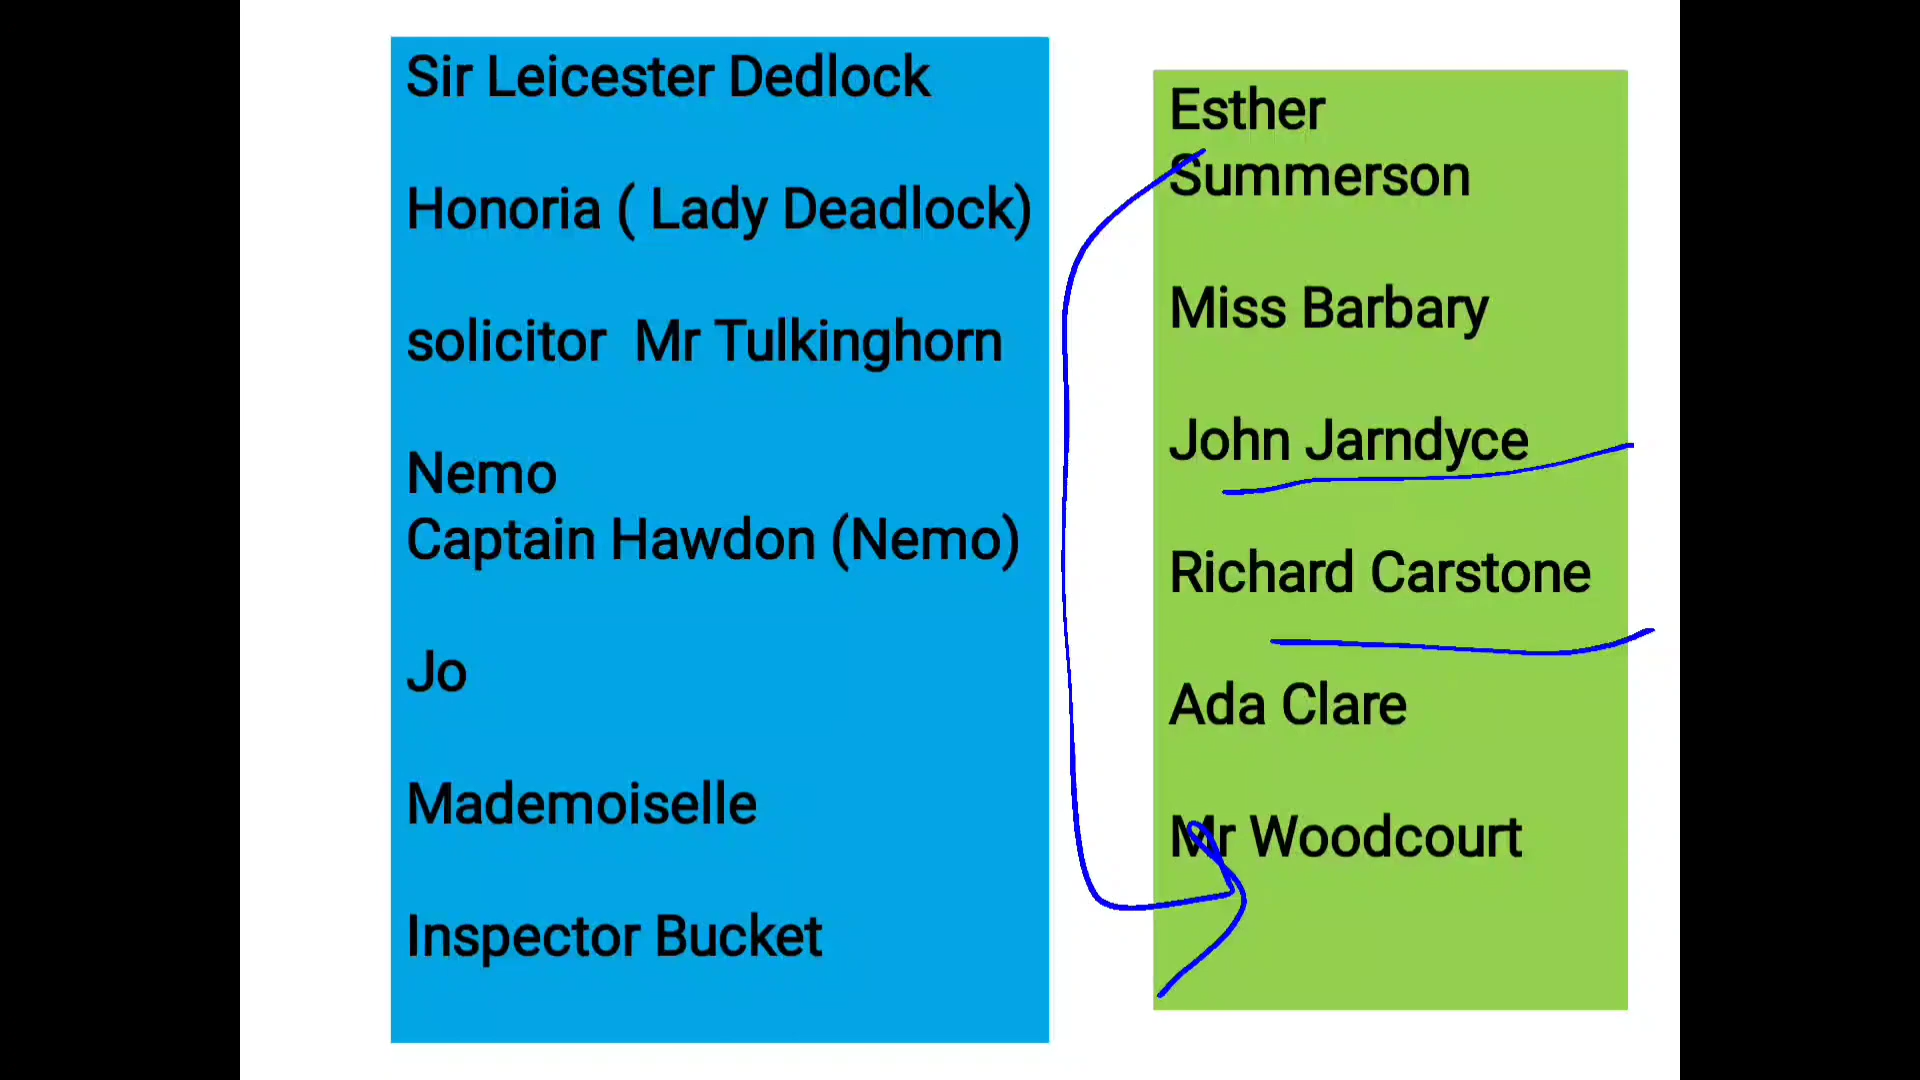 Sir Leicester Dedlock
Honoria ( Lady Deadlock)
solicitor  Mr Tulkinghorn
Nemo
Captain Hawdon (Nemo)
Jo
Mademoiselle
Inspector Bucket
Esther
Summerson
Miss Barbary
John Jarndyce
Richard Carstone
Ada Clare
Mr Woodcourt